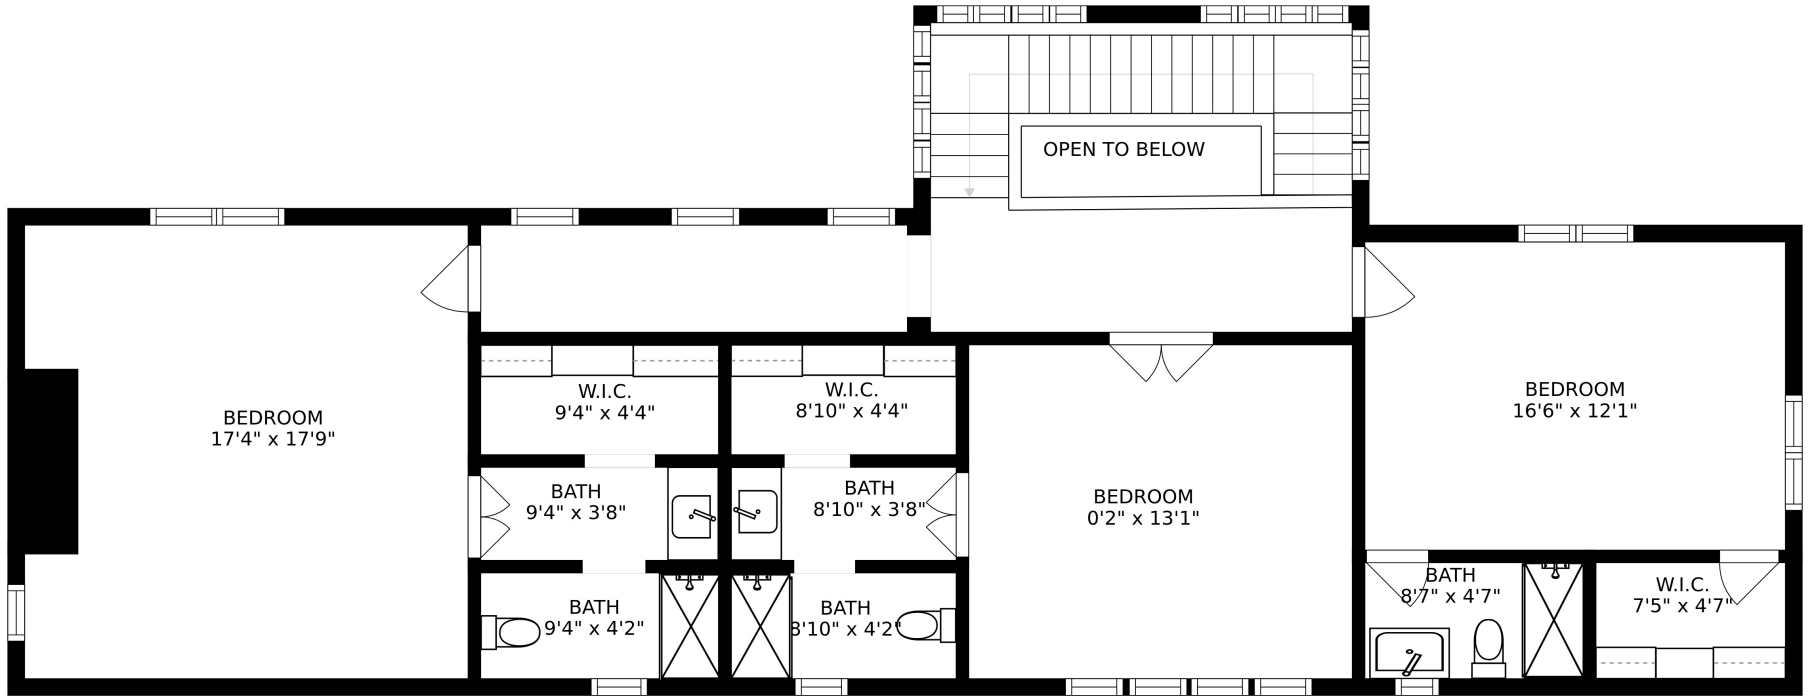 OPEN TO BELOW
BEDROOM
17'4" x 17'9"
W.I.C.
9'4" x 4'4"
W.I.C.
8'10" x 4'4"
BATH
9'4" x 3'8"
BATH
8'10" x 3'8"
BATH
9'4" x 4'2"
BATH
8'10" x 4'2"
BEDROOM
0'2" x 13'1"
BEDROOM
16'6" x 12'1"
BATH
8'7" x 4'7"
W.I.C.
7'5" x 4'7"